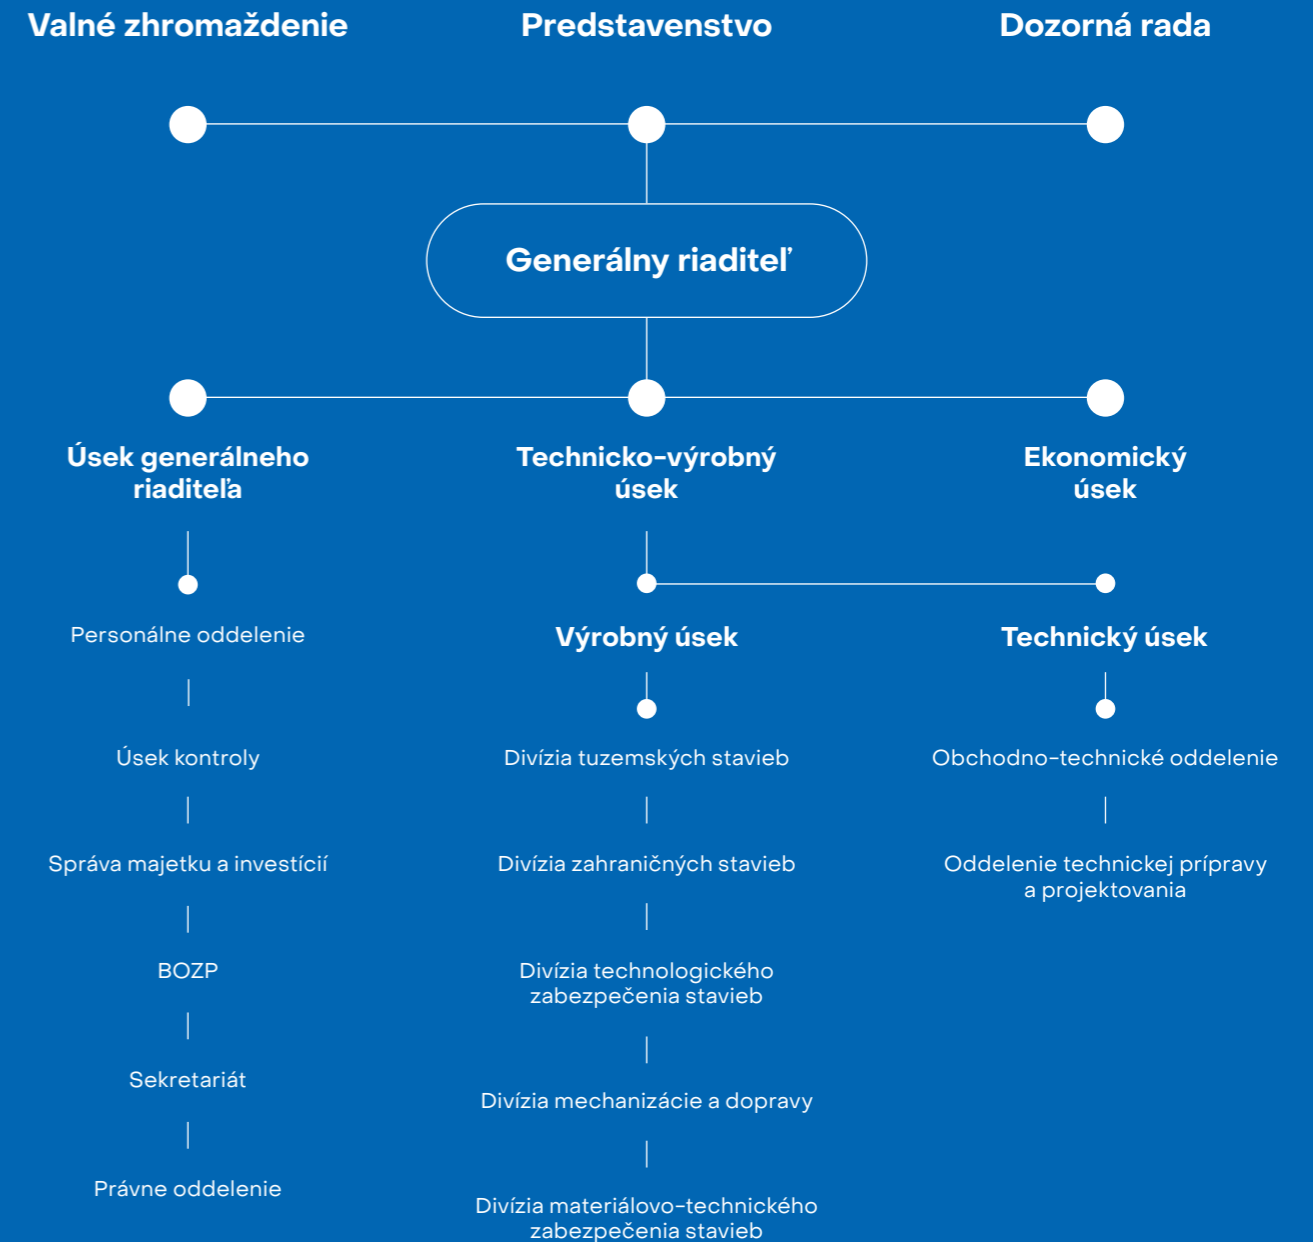 Valné zhromaždenie
Predstavenstvo
Dozorná rada
Generálny riaditeľ
Úsek generálneho
riaditeľa
Technicko-výrobný
úsek
Ekonomický
úsek
Personálne oddelenie
Úsek kontroly
Správa majetku a investícií
BOZP
Sekretariát
Právne oddelenie
Výrobný úsek
Divízia tuzemských stavieb
Divízia zahraničných stavieb
Divízia technologického
zabezpečenia stavieb
Divízia mechanizácie a dopravy
Divízia materiálovo-technického
zabezpečenia stavieb
Technický úsek
Obchodno-technické oddelenie
Oddelenie technickej prípravy
a projektovania